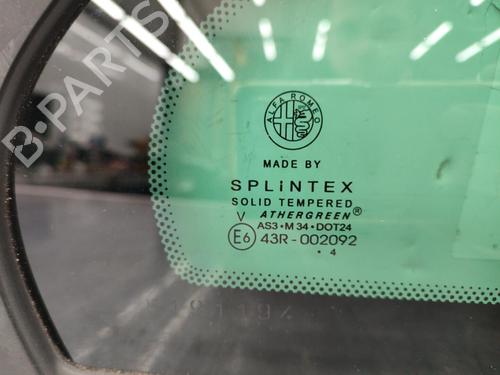 B-PARTS
ALFA ROMEO
MADE BY
SPLiNTEX
SOLID TEMPERED
V ATHERGREEN®
AS3•M 34•DOT24
E6 43R-002092
• 4